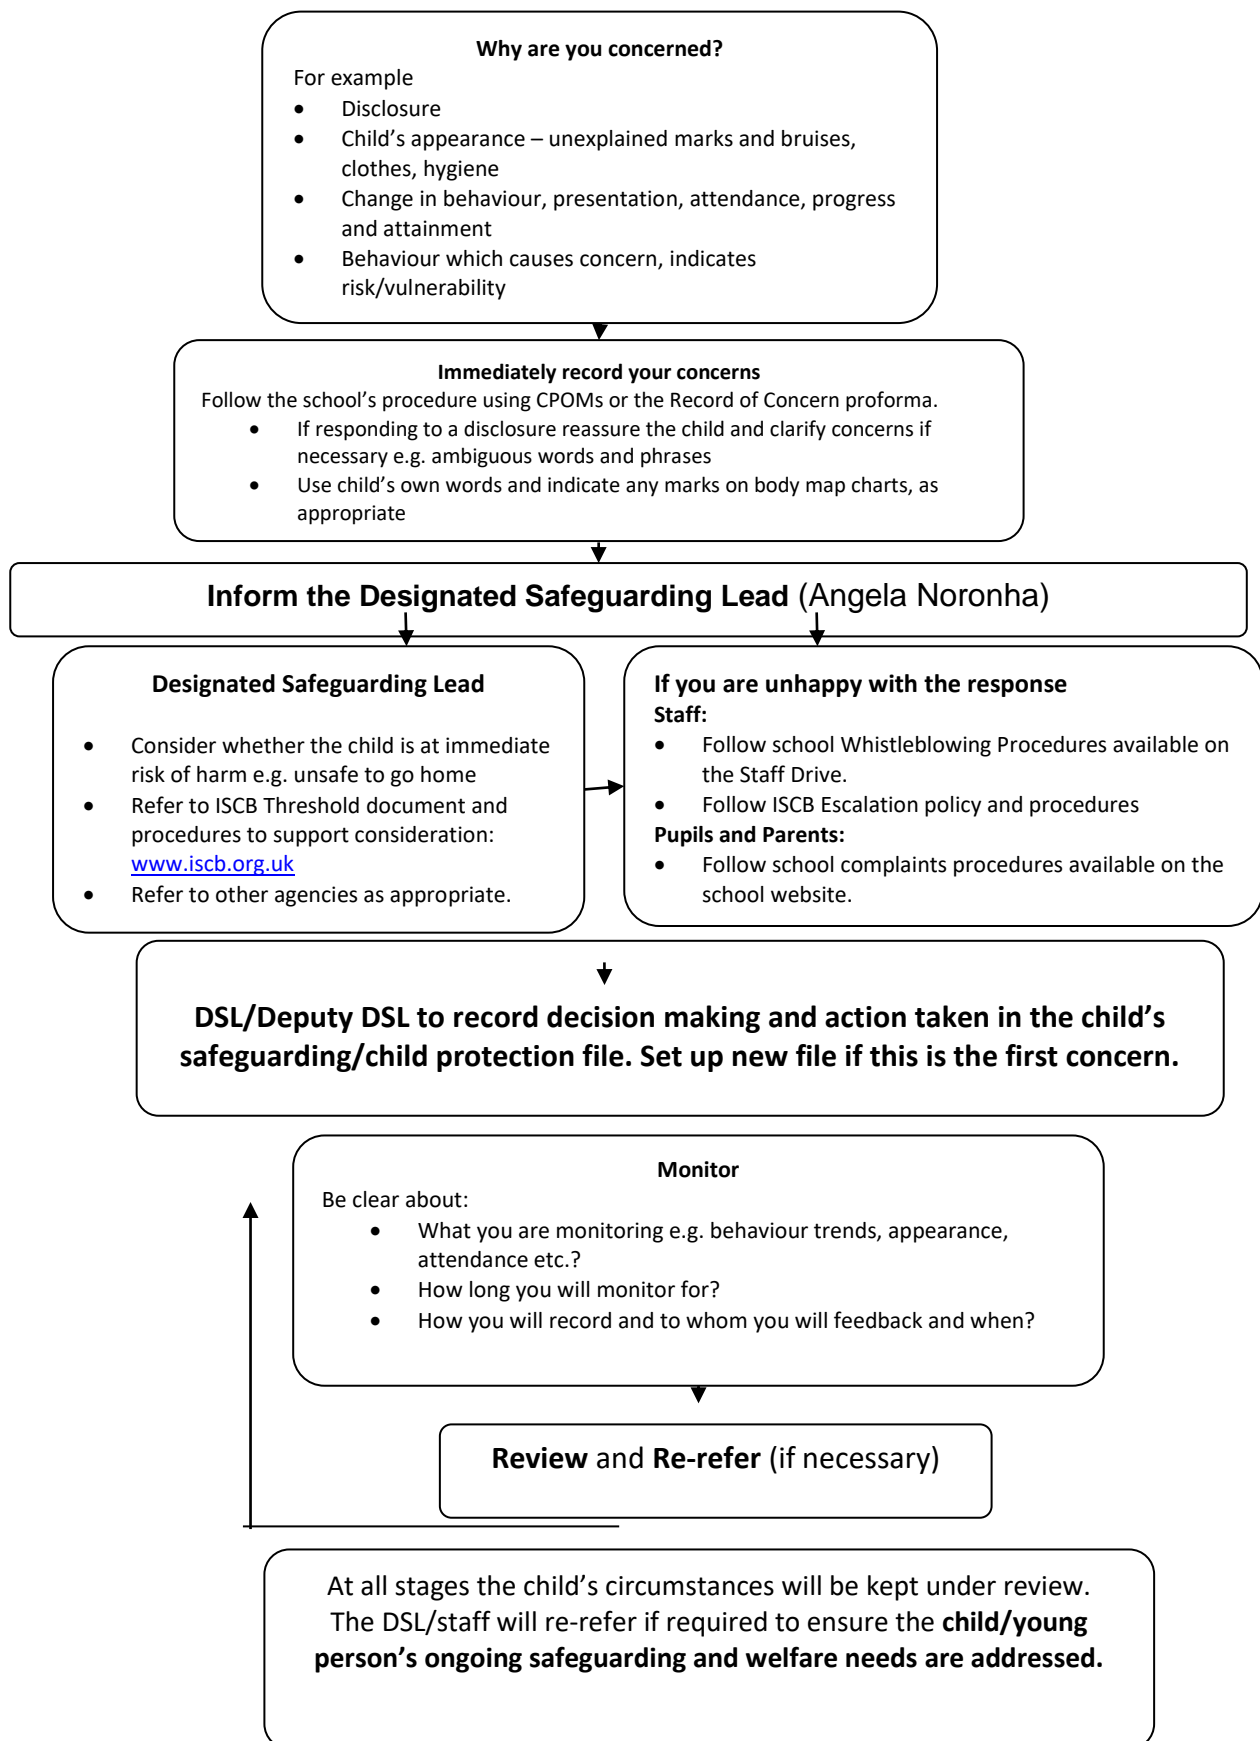 Why are you concerned?
For example
• Disclosure
• Child’s appearance – unexplained marks and bruises,
clothes, hygiene
• Change in behaviour, presentation, attendance, progress
and attainment
• Behaviour which causes concern, indicates
risk/vulnerability
Immediately record your concerns
Follow the school’s procedure using CPOMs or the Record of Concern proforma.
• If responding to a disclosure reassure the child and clarify concerns if
necessary e.g. ambiguous words and phrases
• Use child’s own words and indicate any marks on body map charts, as
appropriate
Inform the Designated Safeguarding Lead (Angela Noronha)
Designated Safeguarding Lead
• Consider whether the child is at immediate
risk of harm e.g. unsafe to go home
• Refer to ISCB Threshold document and
procedures to support consideration:
www.iscb.org.uk
• Refer to other agencies as appropriate.
If you are unhappy with the response
Staff:
• Follow school Whistleblowing Procedures available on
the Staff Drive.
• Follow ISCB Escalation policy and procedures
Pupils and Parents:
• Follow school complaints procedures available on the
school website.
DSL/Deputy DSL to record decision making and action taken in the child’s
safeguarding/child protection file. Set up new file if this is the first concern.
Monitor
Be clear about:
• What you are monitoring e.g. behaviour trends, appearance,
attendance etc.?
• How long you will monitor for?
• How you will record and to whom you will feedback and when?
Review and Re-refer (if necessary)
At all stages the child’s circumstances will be kept under review.
The DSL/staff will re-refer if required to ensure the child/young
person’s ongoing safeguarding and welfare needs are addressed.